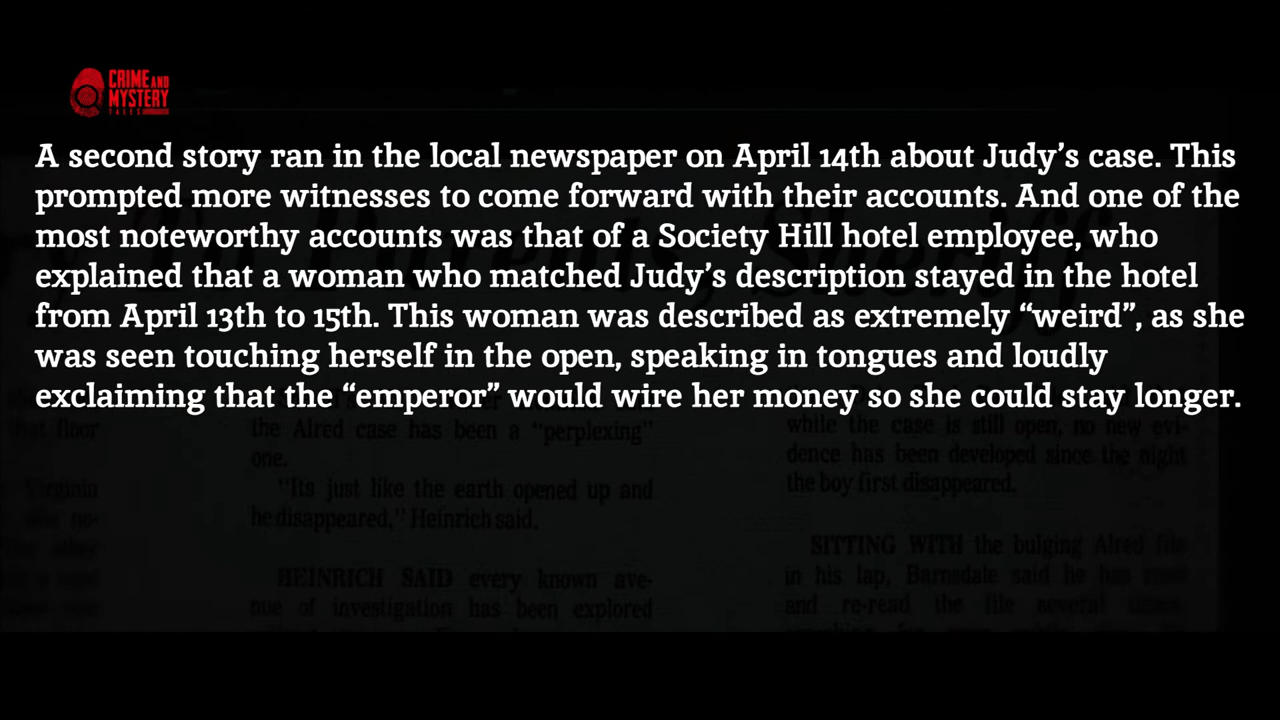 CRIME AND
MYSTERY
TALES
A second story ran in the local newspaper on April 14th about Judy’s case. This
prompted more witnesses to come forward with their accounts. And one of the
most noteworthy accounts was that of a Society Hill hotel employee, who
explained that a woman who matched Judy’s description stayed in the hotel
from April 13th to 15th. This woman was described as extremely “weird”, as she
was seen touching herself in the open, speaking in tongues and loudly
exclaiming that the “emperor” would wire her money so she could stay longer.
that floor
Virginia
the Alred case has been a "perplexing"
one.
"Its just like the earth opened up and
he disappeared," Heinrich said.
HEINRICH SAID every known ave-
nue of investigation has been explored
while the case is still open, no new evi-
dence has been developed since the night
the boy first disappeared.
SITTING WITH the bulging Alred file
in his lap, Barnsdale said he has read
and re-read the file several times,